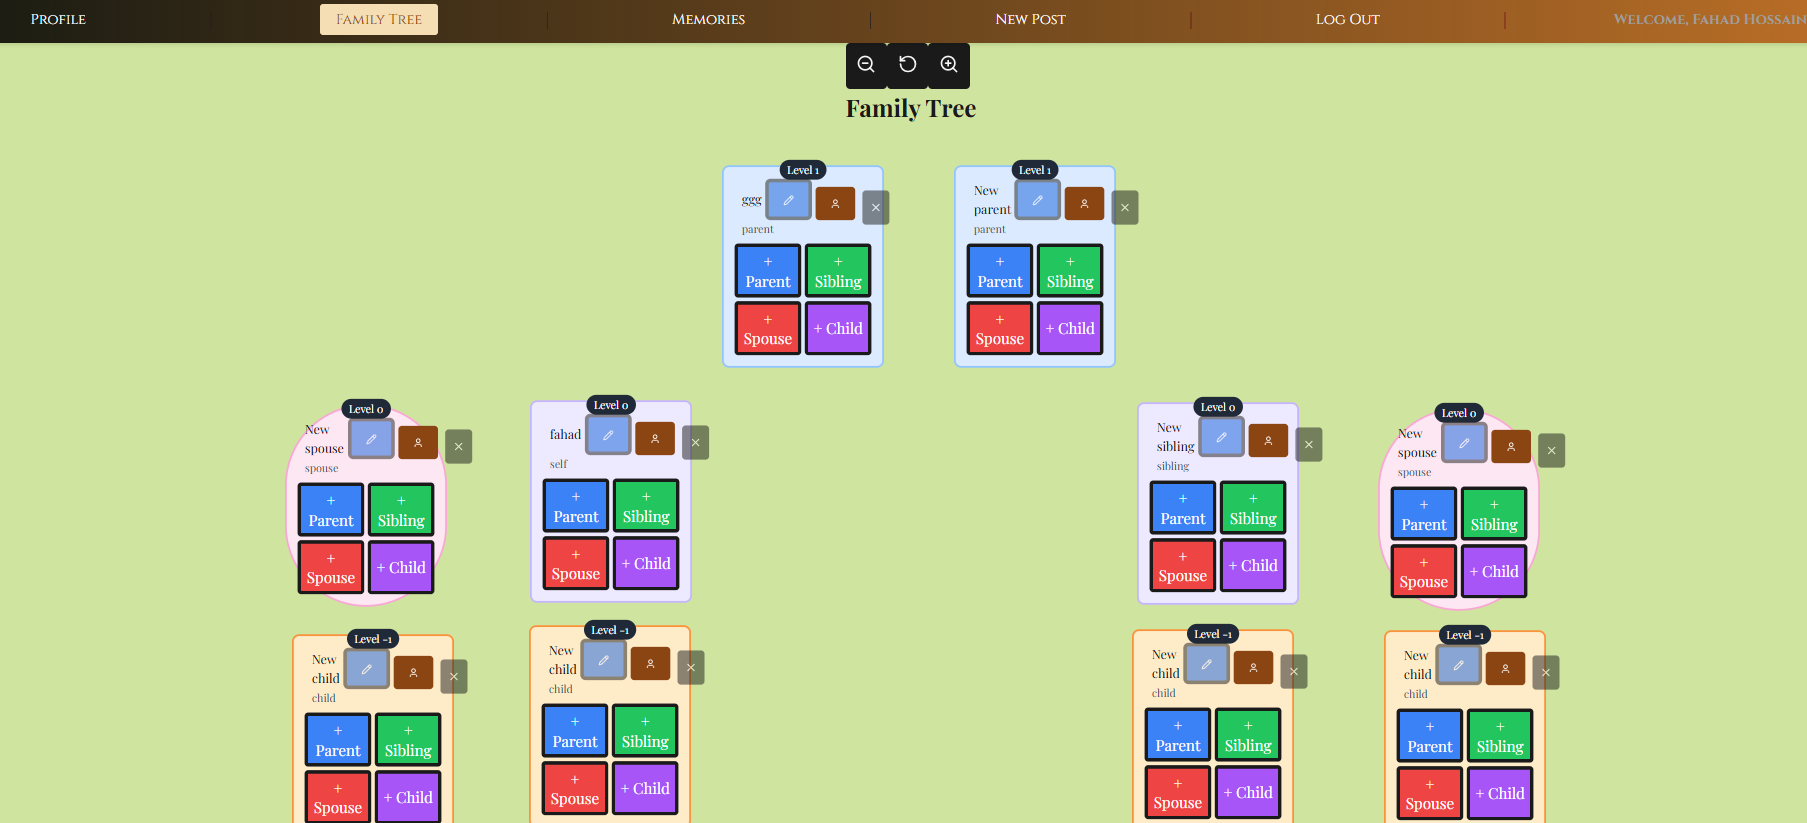 Profile
Family Tree
Memories
New Post
Log Out
Welcome, Fahad Hossain
Family Tree
Level 1
ggg
parent
+ Parent
+ Sibling
+ Spouse
+ Child
Level 1
New parent
parent
+ Parent
+ Sibling
+ Spouse
+ Child
Level 0
New spouse
spouse
+ Parent
+ Sibling
+ Spouse
+ Child
Level 0
fahad
self
+ Parent
+ Sibling
+ Spouse
+ Child
Level 0
New sibling
sibling
+ Parent
+ Sibling
+ Spouse
+ Child
Level 0
New spouse
spouse
+ Parent
+ Sibling
+ Spouse
+ Child
Level -1
New child
child
+ Parent
+ Sibling
+ Spouse
+ Child
Level -1
New child
child
+ Parent
+ Sibling
+ Spouse
+ Child
Level -1
New child
child
+ Parent
+ Sibling
+ Spouse
+ Child
Level -1
New child
child
+ Parent
+ Sibling
+ Spouse
+ Child